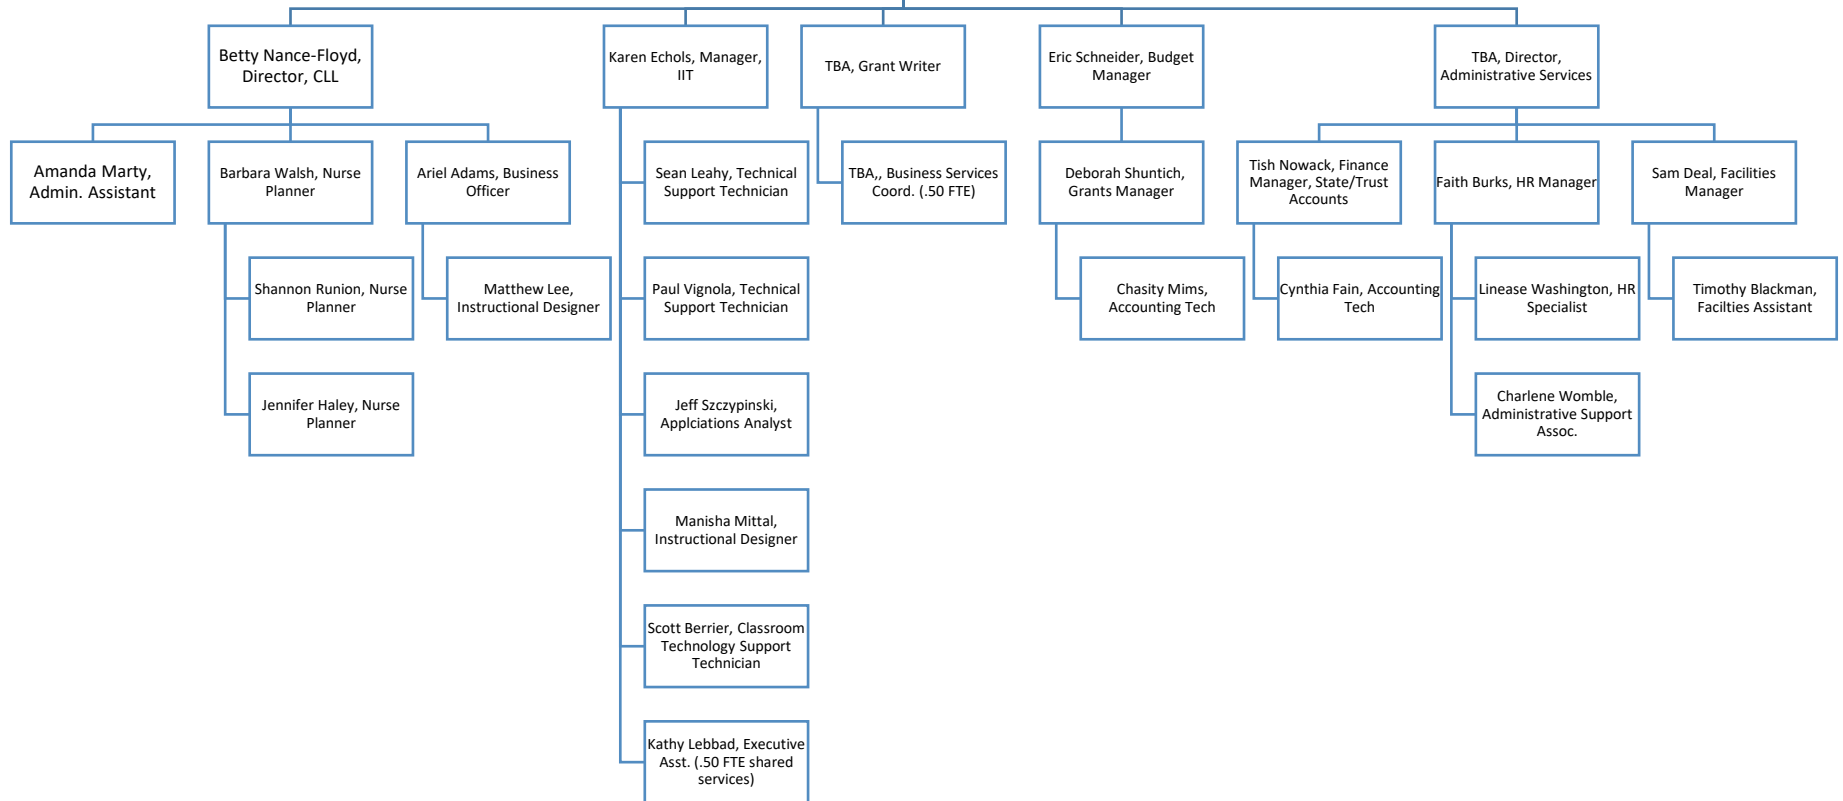 Betty Nance-Floyd,
Director, CLL
Karen Echols, Manager,
IIT
TBA, Grant Writer
Eric Schneider, Budget
Manager
TBA, Director,
Administrative Services
Amanda Marty,
Admin. Assistant
Barbara Walsh, Nurse
Planner
Ariel Adams, Business
Officer
Sean Leahy, Technical
Support Technician
TBA,, Business Services
Coord. (.50 FTE)
Deborah Shuntich,
Grants Manager
Tish Nowack, Finance
Manager, State/Trust
Accounts
Faith Burks, HR Manager
Sam Deal, Facilities
Manager
Shannon Runion, Nurse
Planner
Matthew Lee,
Instructional Designer
Paul Vignola, Technical
Support Technician
Chasity Mims,
Accounting Tech
Cynthia Fain, Accounting
Tech
Linease Washington, HR
Specialist
Timothy Blackman,
Facilties Assistant
Jennifer Haley, Nurse
Planner
Jeff Szczypinski,
Applciations Analyst
Charlene Womble,
Administrative Support
Assoc.
Manisha Mittal,
Instructional Designer
Scott Berrier, Classroom
Technology Support
Technician
Kathy Lebbad, Executive
Asst. (.50 FTE shared
services)